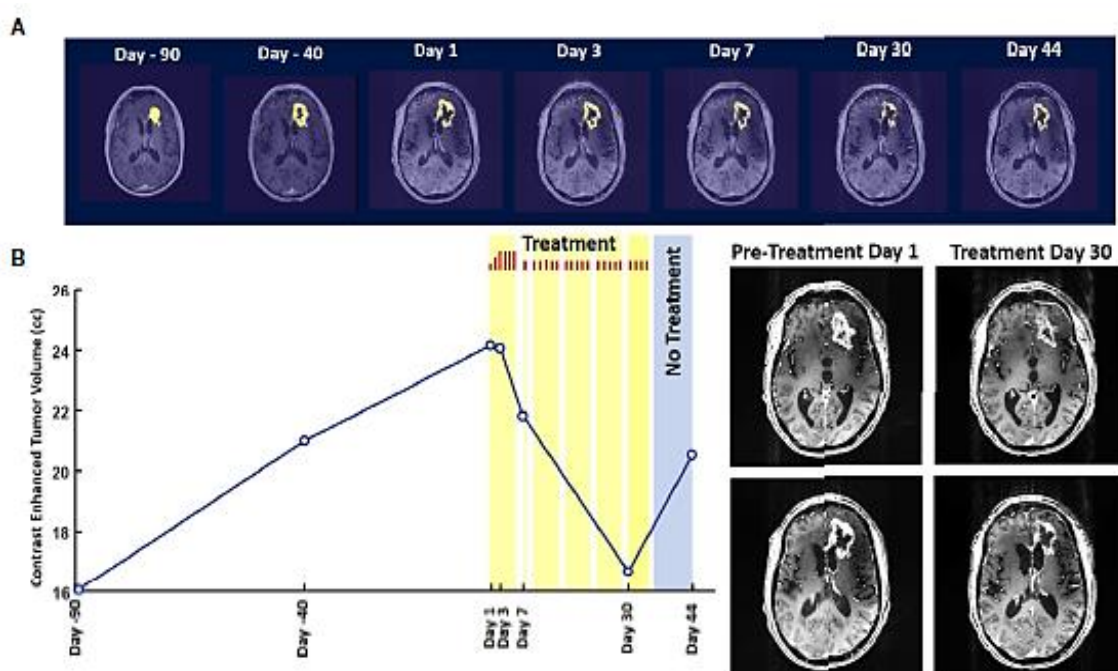 A
Day - 90
Day - 40
Day 1
Day 3
Day 7
Day 30
Day 44
B
Treatment
No Treatment
Contrast Enhanced Tumor Volume (cc)
26
24
22
20
18
16
Day -90
Day -40
Day 1
Day 3
Day 7
Day 30
Day 44
Pre-Treatment Day 1
Treatment Day 30